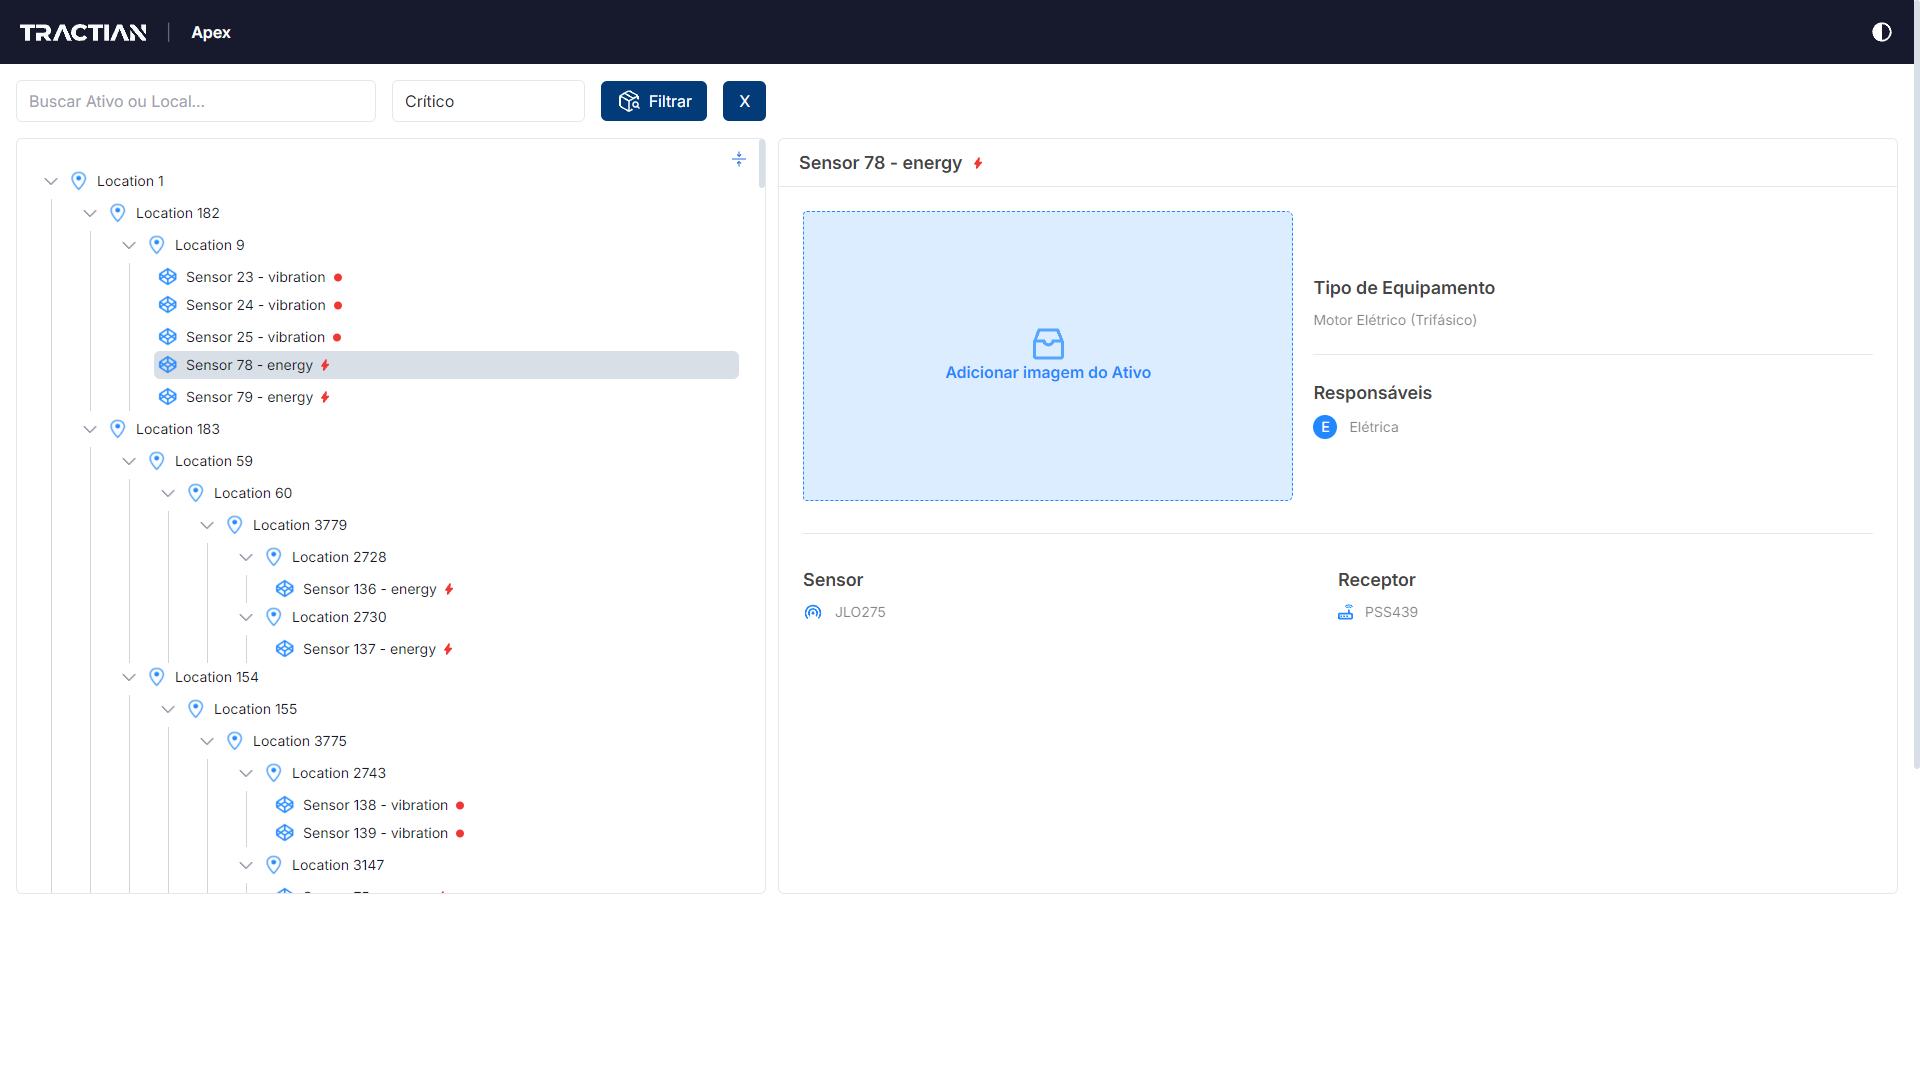 TRACTIAN
Apex
Buscar Ativo ou Local...
Crítico
Filtrar
X
Location 1
Location 182
Location 9
Sensor 23 - vibration
Sensor 24 - vibration
Sensor 25 - vibration
Sensor 78 - energy
Sensor 79 - energy
Location 183
Location 59
Location 60
Location 3779
Location 2728
Sensor 136 - energy
Location 2730
Sensor 137 - energy
Location 154
Location 155
Location 3775
Location 2743
Sensor 138 - vibration
Sensor 139 - vibration
Location 3147
Sensor 78 - energy
Adicionar imagem do Ativo
Tipo de Equipamento
Motor Elétrico (Trifásico)
Responsáveis
E Elétrica
Sensor
JLO275
Receptor
PSS439